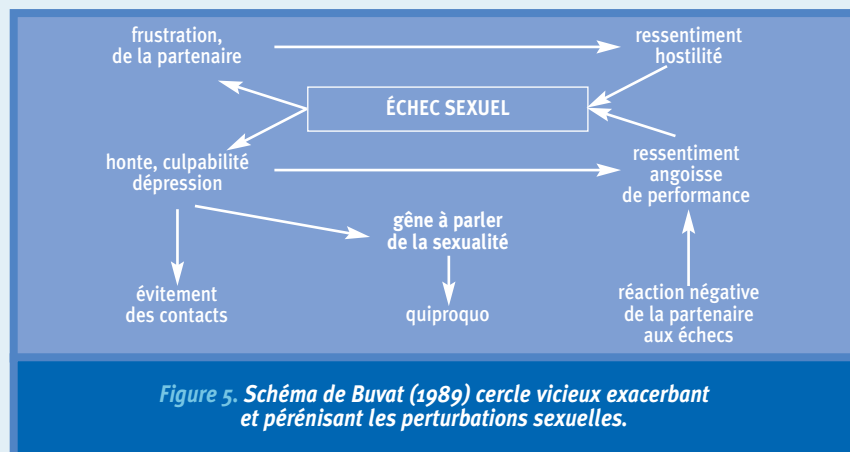 frustration,
de la partenaire
ressentiment
hostilité
ÉCHEC SEXUEL
honte, culpabilité
dépression
ressentiment
angoisse
de performance
gêne à parler
de la sexualité
évitement
des contacts
quiproquo
réaction négative
de la partenaire
aux échecs
Figure 5. Schéma de Buvat (1989) cercle vicieux exacerbant
et pérénisant les perturbations sexuelles.